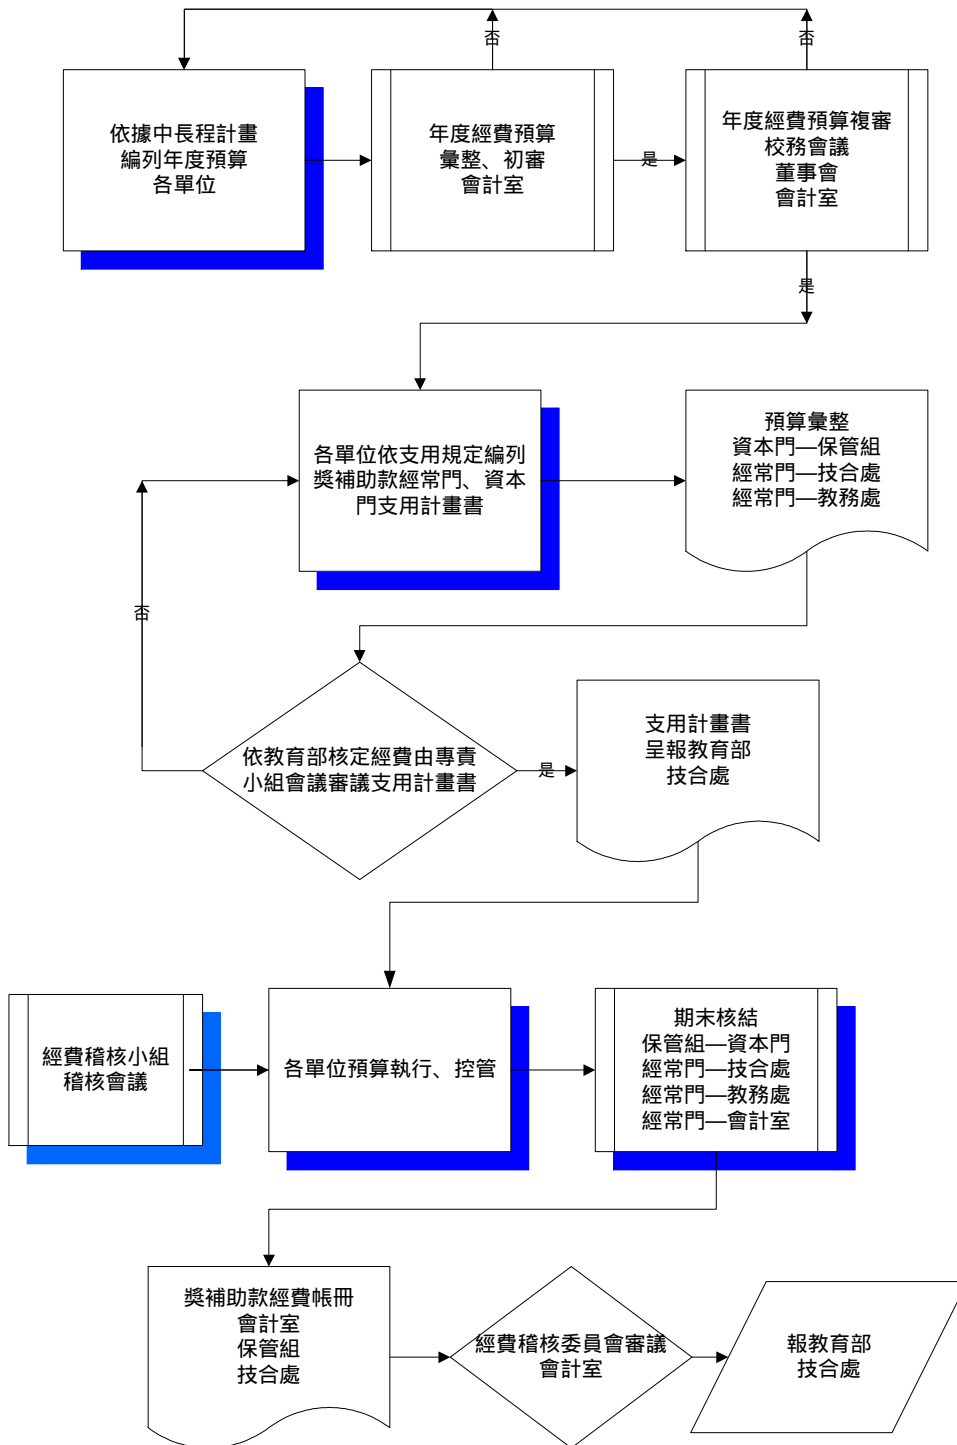 否
否
依據中長程計畫
編列年度預算
各單位
年度經費預算
彙整、初審
會計室
是
年度經費預算複審
校務會議
董事會
會計室
是
各單位依支用規定編列
獎補助款經常門、資本
門支用計畫書
預算彙整
資本門—保管組
經常門—技合處
經常門—教務處
否
依教育部核定經費由專責
小組會議審議支用計畫書
是
支用計畫書
呈報教育部
技合處
經費稽核小組
稽核會議
各單位預算執行、控管
期末核結
保管組—資本門
經常門—技合處
經常門—教務處
經常門—會計室
獎補助款經費帳冊
會計室
保管組
技合處
經費稽核委員會審議
會計室
報教育部
技合處